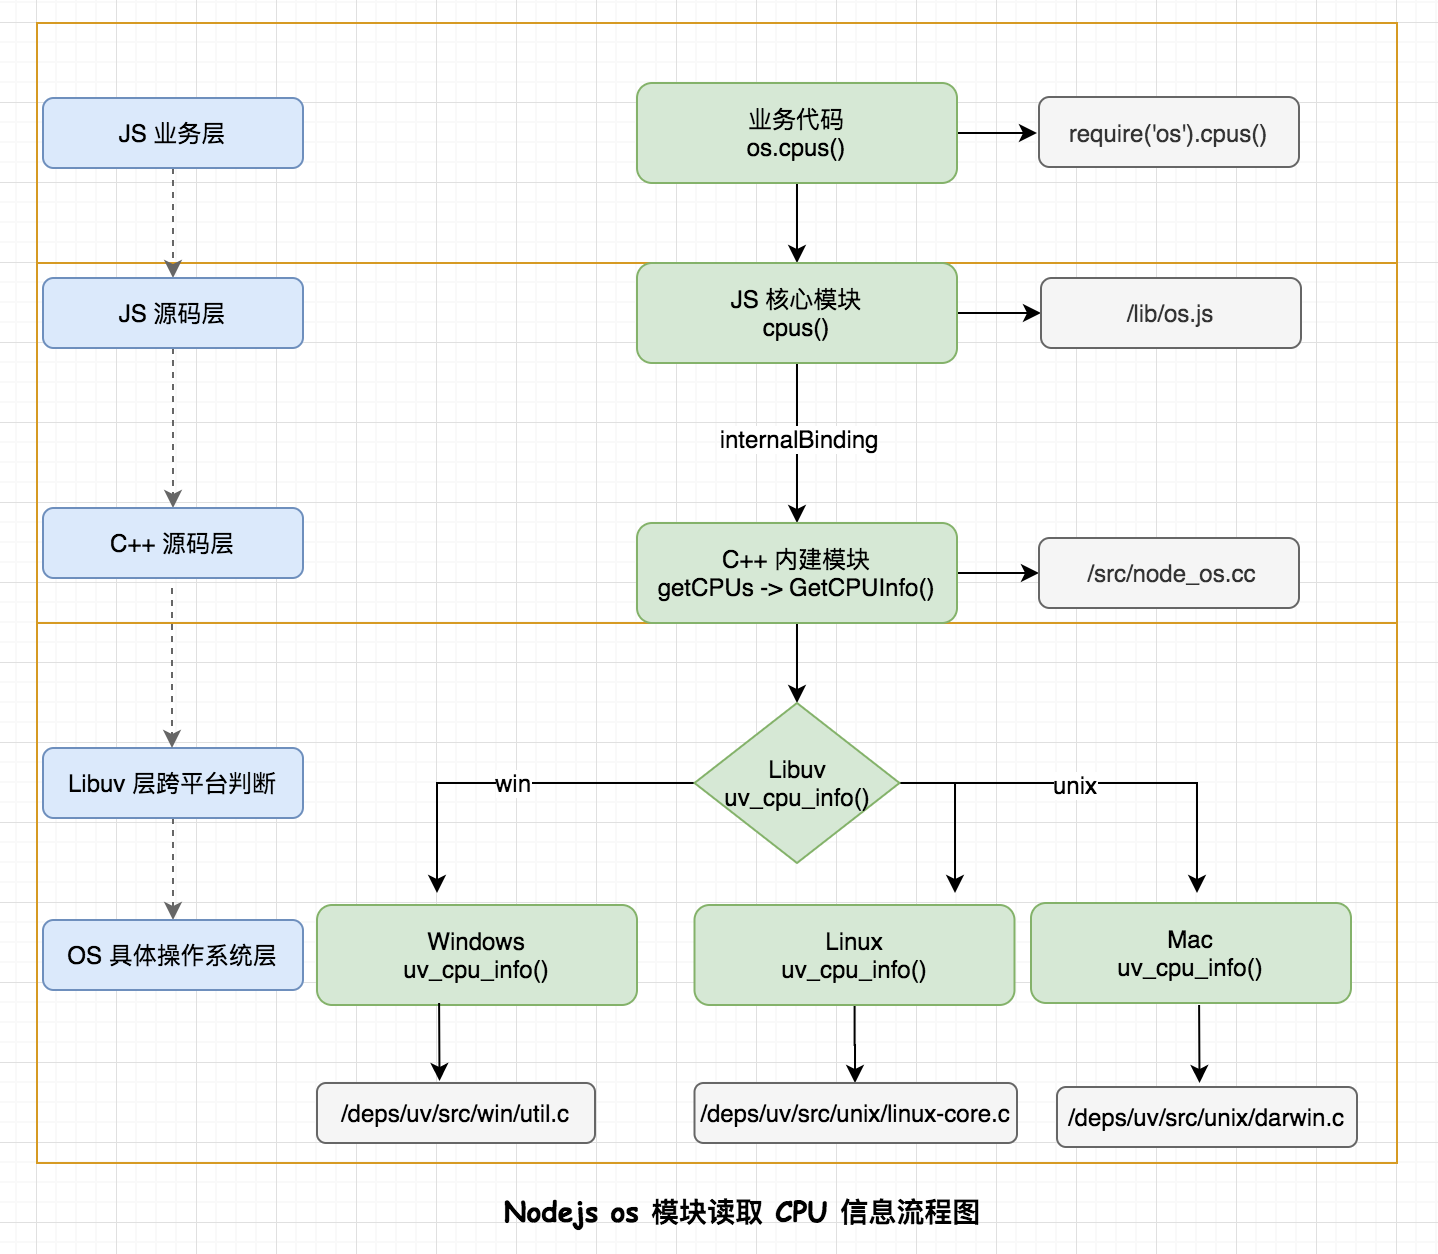 JS 业务层
业务代码
os.cpus()
require('os').cpus()
JS 源码层
JS 核心模块
cpus()
/lib/os.js
internalBinding
C++ 源码层
C++ 内建模块
getCPUs -> GetCPUInfo()
/src/node_os.cc
Libuv 层跨平台判断
win
Libuv
uv_cpu_info()
unix
OS 具体操作系统层
Windows
uv_cpu_info()
Linux
uv_cpu_info()
Mac
uv_cpu_info()
/deps/uv/src/win/util.c
/deps/uv/src/unix/linux-core.c
/deps/uv/src/unix/darwin.c
Nodejs os 模块读取 CPU 信息流程图